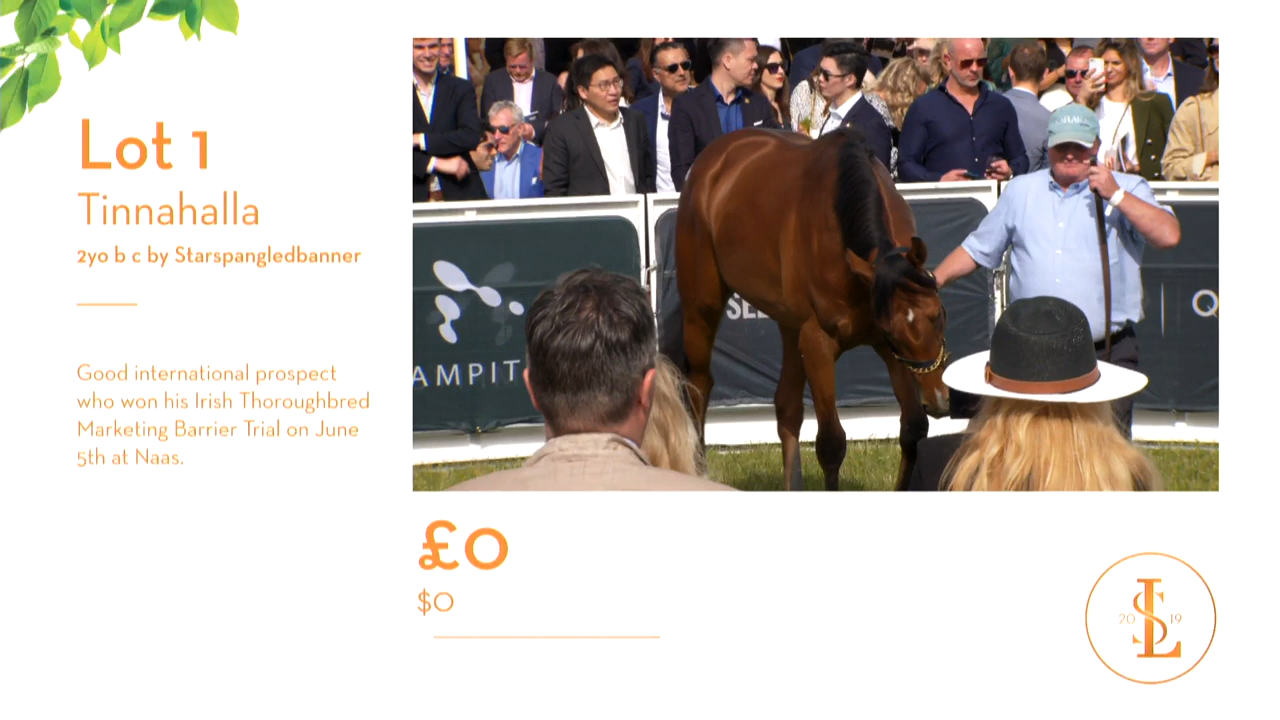 Lot 1
Tinnahalla
2yo b c by Starspangledbanner
Good international prospect
who won his Irish Thoroughbred
Marketing Barrier Trial on June
5th at Naas.
AMPIT
SEL
Q
£0
$0
20 SL 19